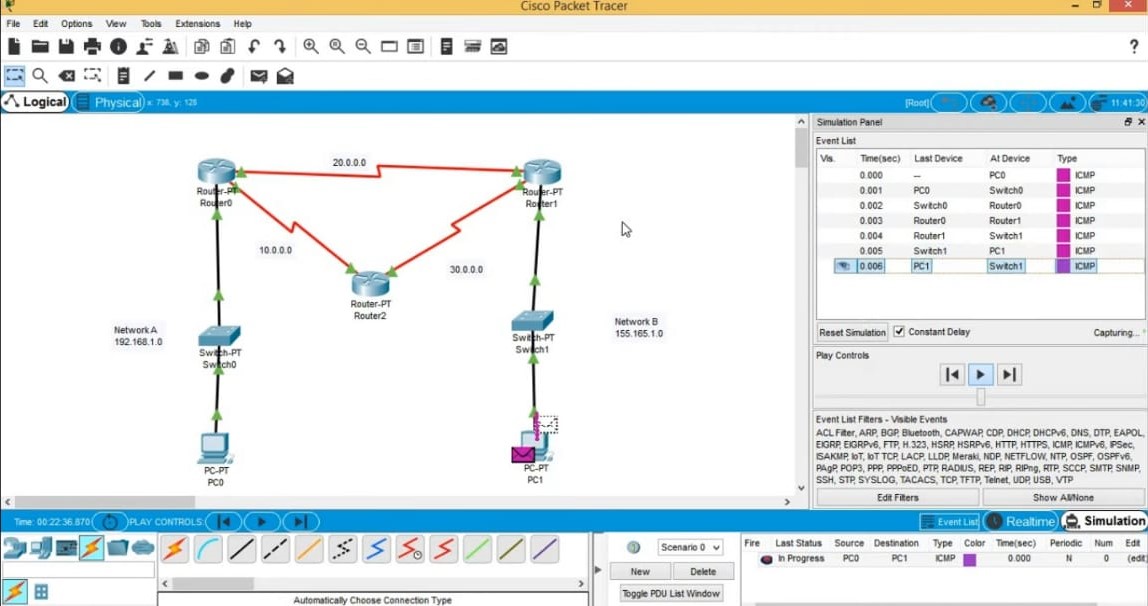 Cisco Packet Tracer
File Edit Options View Tools Extensions Help
?
Logical Physical x: 736, y: 128 [Root] 11:41:30
Simulation Panel
Event List
Vis. Time(sec) Last Device At Device Type
0.000 -- PC0 ICMP
0.001 PC0 Switch0 ICMP
0.002 Switch0 Router0 ICMP
0.003 Router0 Router1 ICMP
0.004 Router1 Switch1 ICMP
0.005 Switch1 PC1 ICMP
0.006 PC1 Switch1 ICMP
Reset Simulation Constant Delay Capturing...
Play Controls
Event List Filters - Visible Events
ACL Filter, ARP, BGP, Bluetooth, CAPWAP, CDP, DHCP, DHCPv6, DNS, DTP, EAPOL,
EIGRP, EIGRPv6, FTP, H.323, HSRP, HSRPv6, HTTP, HTTPS, ICMP, ICMPv6, IPSec,
ISAKMP, IoT, IoT TCP, LACP, LLDP, Meraki, NDP, NETFLOW, NTP, OSPF, OSPFv6,
PAgP, POP3, PPP, PPPoED, PTP, RADIUS, REP, RIP, RIPng, RTP, SCCP, SMTP, SNMP,
SSH, STP, SYSLOG, TACACS, TCP, TFTP, Telnet, UDP, USB, VTP
Edit Filters Show All/None
20.0.0.0
Router-PT
Router0
Router-PT
Router1
10.0.0.0
30.0.0.0
Router-PT
Router2
Network A
192.168.1.0
Switch-PT
Switch0
Switch-PT
Switch1
Network B
155.165.1.0
PC-PT
PC0
PC-PT
PC1
Time: 00:22:36.870 PLAY CONTROLS: Event List Realtime Simulation
Scenario 0
New Delete
Toggle PDU List Window
Fire Last Status Source Destination Type Color Time(sec) Periodic Num Edit
In Progress PC0 PC1 ICMP 0.000 N 0 (edit
Automatically Choose Connection Type